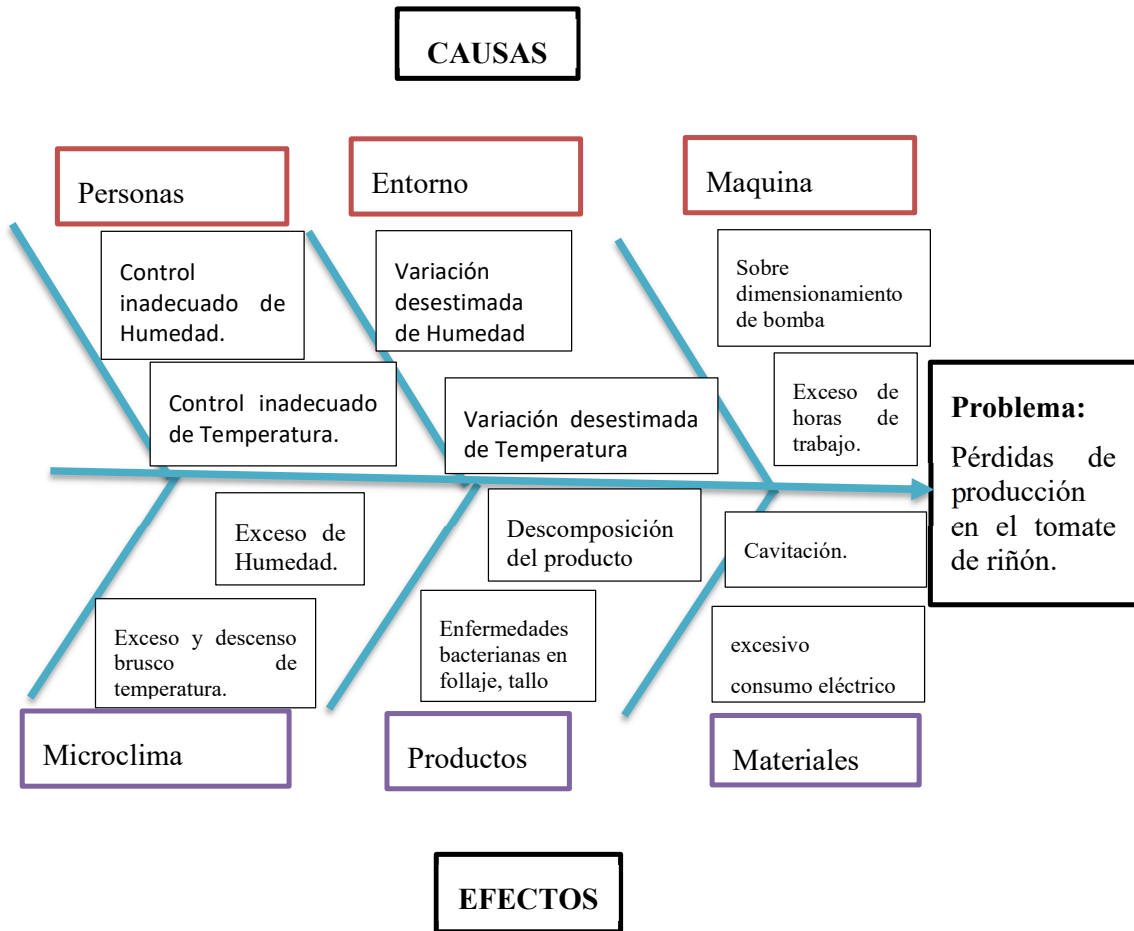 CAUSAS
Personas
Entorno
Maquina
Control
inadecuado de
Humedad.
Control inadecuado
de Temperatura.
Variación
desestimada
de Humedad
Variación desestimada
de Temperatura
Sobre
dimensionamiento
de bomba
Exceso de
horas de
trabajo.
Problema:
Pérdidas de
producción
en el tomate
de riñón.
Exceso de
Humedad.
Exceso y descenso
brusco de
temperatura.
Descomposición
del producto
Enfermedades
bacterianas en
follaje, tallo
Cavitación.
excesivo
consumo eléctrico
Microclima
Productos
Materiales
EFECTOS